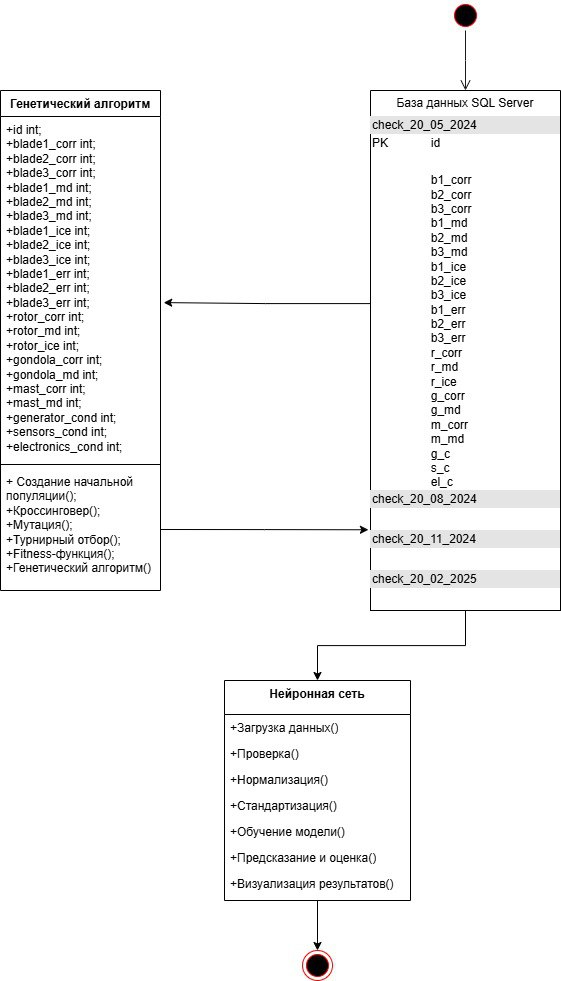 Генетический алгоритм
+id int;
+blade1_corr int;
+blade2_corr int;
+blade3_corr int;
+blade1_md int;
+blade2_md int;
+blade3_md int;
+blade1_ice int;
+blade2_ice int;
+blade3_ice int;
+blade1_err int;
+blade2_err int;
+blade3_err int;
+rotor_corr int;
+rotor_md int;
+rotor_ice int;
+gondola_corr int;
+gondola_md int;
+mast_corr int;
+mast_md int;
+generator_cond int;
+sensors_cond int;
+electronics_cond int;
+ Создание начальной
популяции();
+Кроссинговер();
+Мутация();
+Турнирный отбор();
+Fitness-функция();
+Генетический алгоритм()
База данных SQL Server
check_20_05_2024
PK id
b1_corr
b2_corr
b3_corr
b1_md
b2_md
b3_md
b1_ice
b2_ice
b3_ice
b1_err
b2_err
b3_err
r_corr
r_md
r_ice
g_corr
g_md
m_corr
m_md
g_c
s_c
el_c
check_20_08_2024
check_20_11_2024
check_20_02_2025
Нейронная сеть
+Загрузка данных()
+Проверка()
+Нормализация()
+Стандартизация()
+Обучение модели()
+Предсказание и оценка()
+Визуализация результатов()